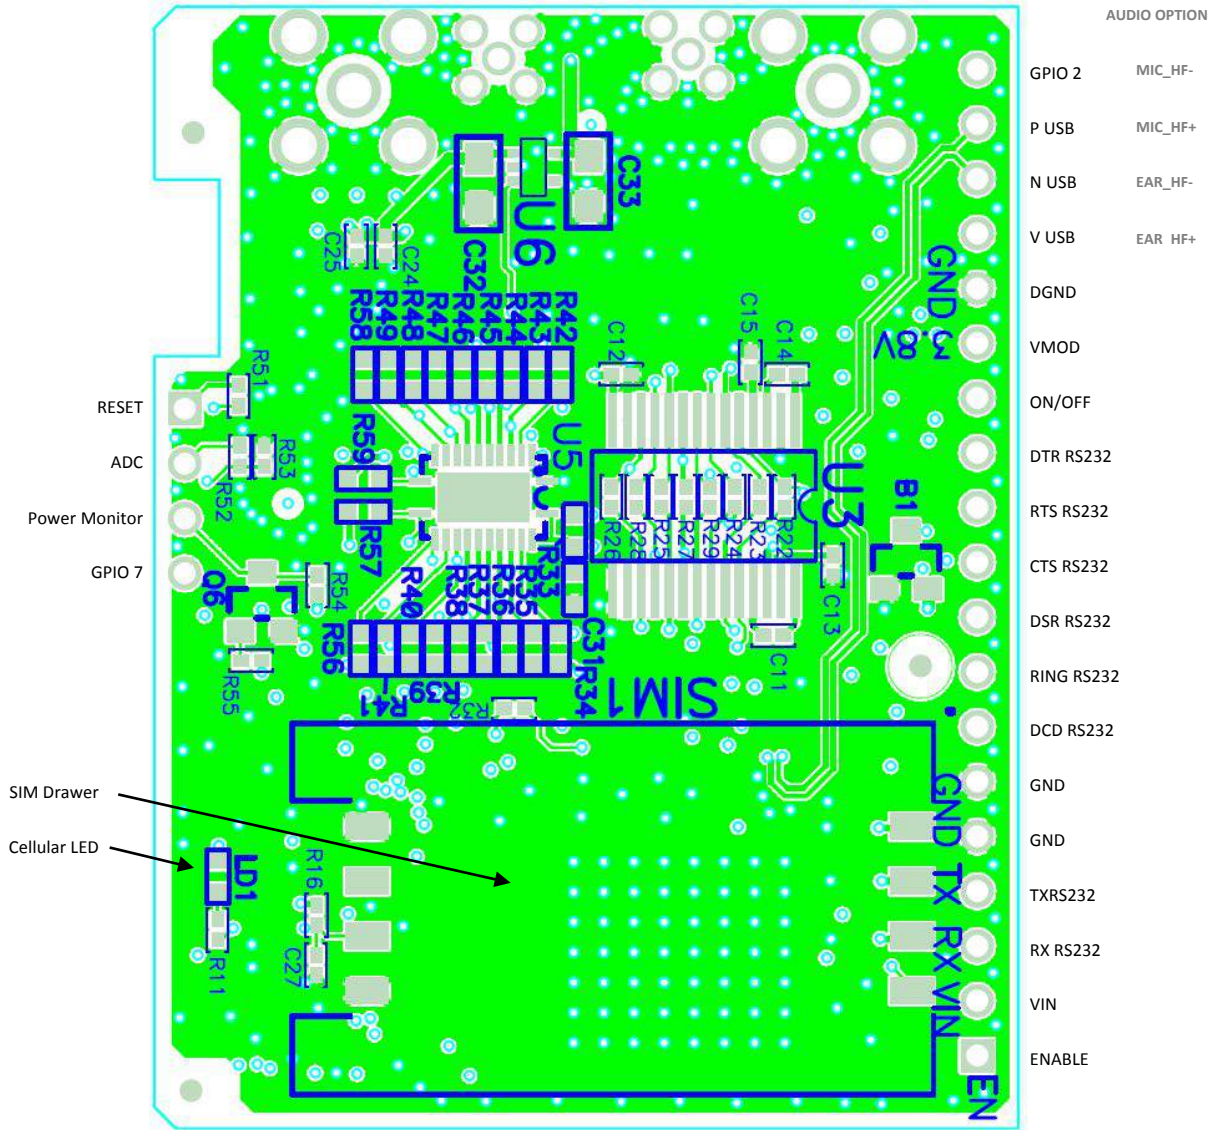 AUDIO OPTION
GPIO 2 MIC_HF-
P USB MIC_HF+
N USB EAR_HF-
V USB EAR HF+
DGND
VMOD
ON/OFF
DTR RS232
RTS RS232
CTS RS232
DSR RS232
RING RS232
DCD RS232
GND
GND
TXRS232
RX RS232
VIN
ENABLE
RESET
ADC
Power Monitor
GPIO 7
SIM Drawer
Cellular LED
C33
U6
C32
C25
C24
GND
3.8V
R58
R49
R48
R47
R46
R45
R44
R43
R42
C12
C15
C14
R51
R53
R52
R59
R57
U5
U3
B1
R26
R28
R25
R27
R29
R24
R23
R22
C13
C11
R33
C31
R34
R35
R36
R37
R38
R40
R56
R41
R39
R32
Q6
R54
R55
SIM1
LD1
R11
R16
C27
GND
TX
RX
VIN
EN